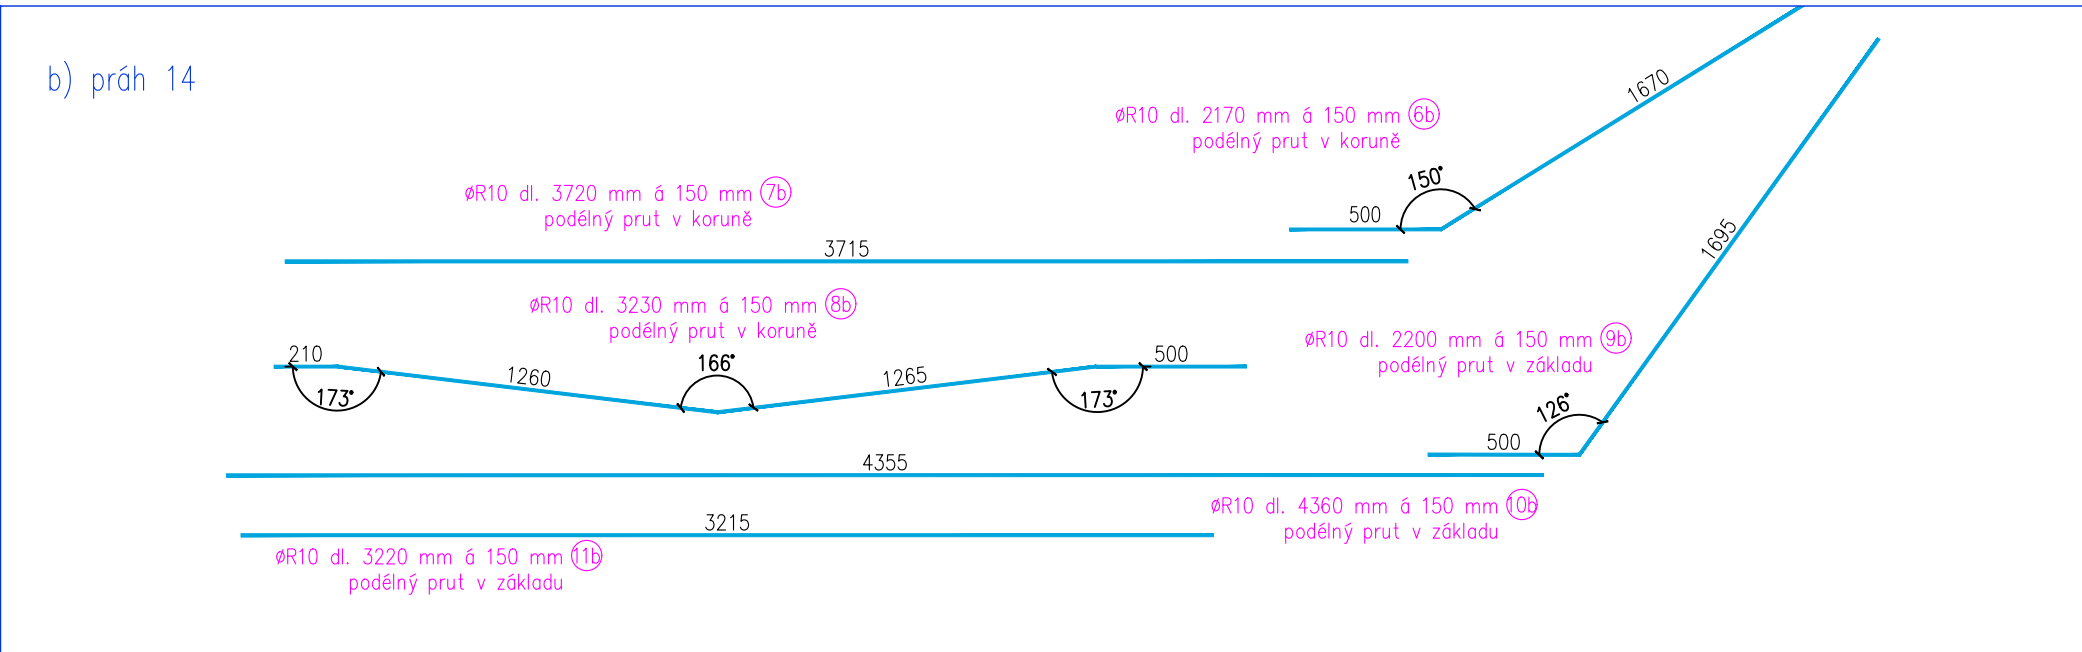 b) práh 14
1670
øR10 dl. 2170 mm á 150 mm 6b
podélný prut v koruně
150°
500
øR10 dl. 3720 mm á 150 mm 7b
podélný prut v koruně
3715
1695
øR10 dl. 3230 mm á 150 mm 8b
podélný prut v koruně
210
1260
166°
1265
500
173°
173°
øR10 dl. 2200 mm á 150 mm 9b
podélný prut v základu
126°
500
4355
øR10 dl. 4360 mm á 150 mm 10b
podélný prut v základu
3215
øR10 dl. 3220 mm á 150 mm 11b
podélný prut v základu